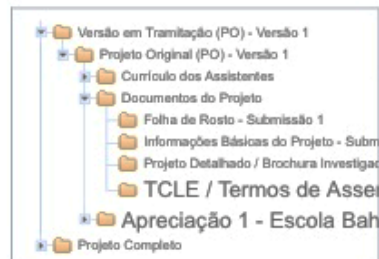 Versão em Tramitação (PO) - Versão 1
Projeto Original (PO) - Versão 1
Currículo dos Assistentes
Documentos do Projeto
Folha de Rosto - Submissão 1
Informações Básicas do Projeto - Subm
Projeto Detalhado / Brochura Investigad
TCLE / Termos de Asser
Apreciação 1 - Escola Bah
Projeto Completo